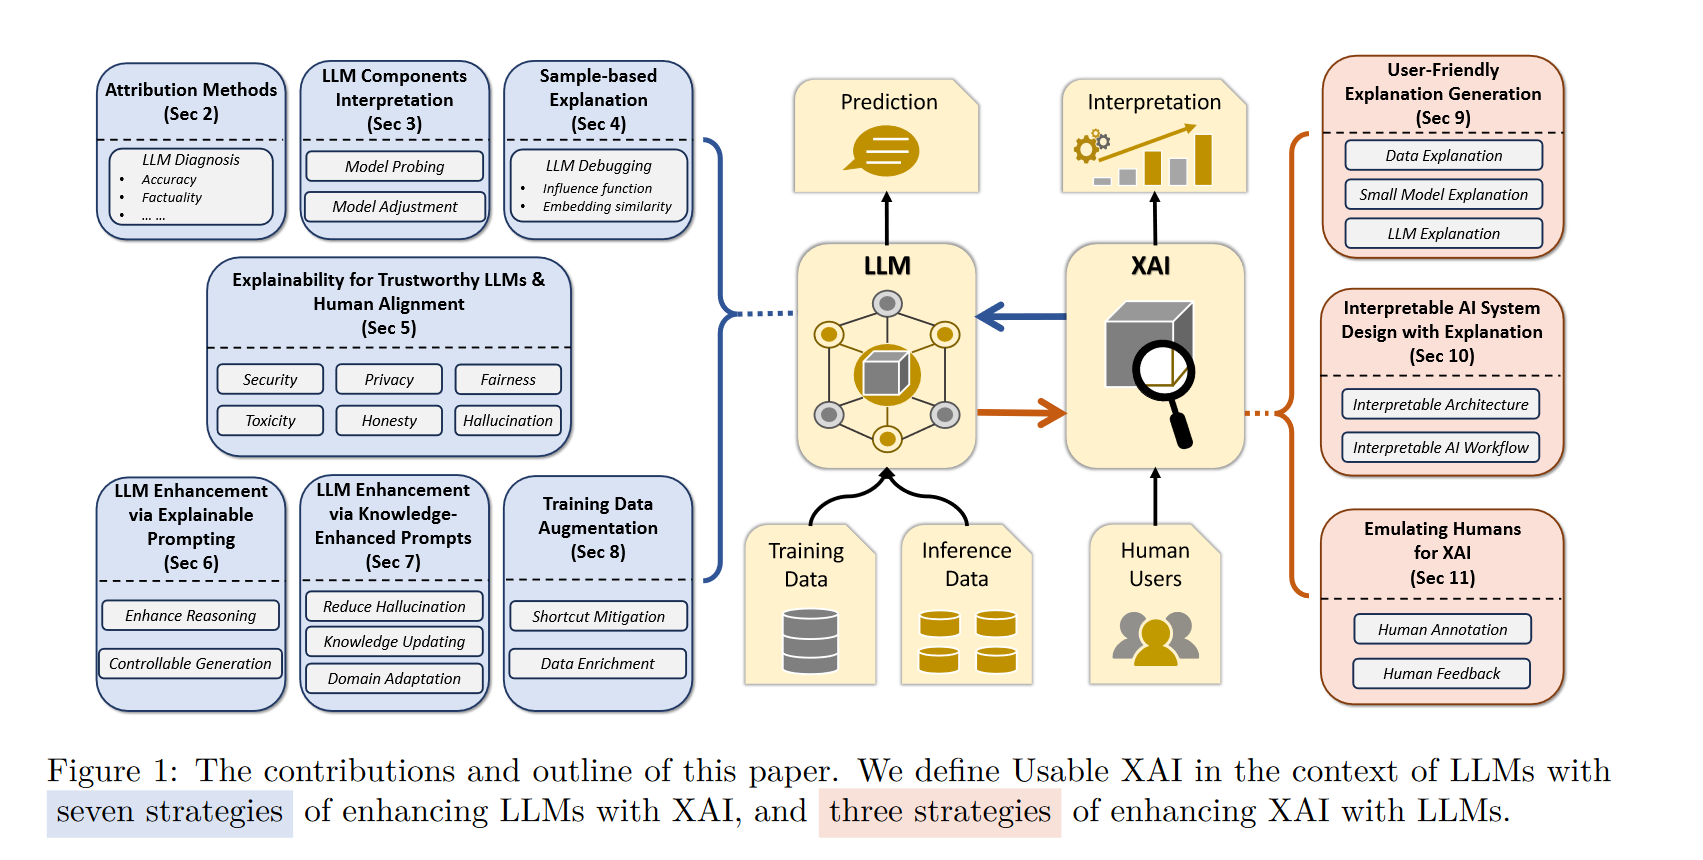 Attribution Methods
(Sec 2)
LLM Diagnosis
• Accuracy
• Factuality
• ... ...
LLM Components
Interpretation
(Sec 3)
Model Probing
Model Adjustment
Sample-based
Explanation
(Sec 4)
LLM Debugging
• Influence function
• Embedding similarity
Explainability for Trustworthy LLMs &
Human Alignment
(Sec 5)
Security
Privacy
Fairness
Toxicity
Honesty
Hallucination
LLM Enhancement
via Explainable
Prompting
(Sec 6)
Enhance Reasoning
Controllable Generation
LLM Enhancement
via Knowledge-
Enhanced Prompts
(Sec 7)
Reduce Hallucination
Knowledge Updating
Domain Adaptation
Training Data
Augmentation
(Sec 8)
Shortcut Mitigation
Data Enrichment
Prediction
Interpretation
LLM
XAI
Training
Data
Inference
Data
Human
Users
User-Friendly
Explanation Generation
(Sec 9)
Data Explanation
Small Model Explanation
LLM Explanation
Interpretable AI System
Design with Explanation
(Sec 10)
Interpretable Architecture
Interpretable AI Workflow
Emulating Humans
for XAI
(Sec 11)
Human Annotation
Human Feedback
Figure 1: The contributions and outline of this paper. We define Usable XAI in the context of LLMs with
seven strategies of enhancing LLMs with XAI, and three strategies of enhancing XAI with LLMs.